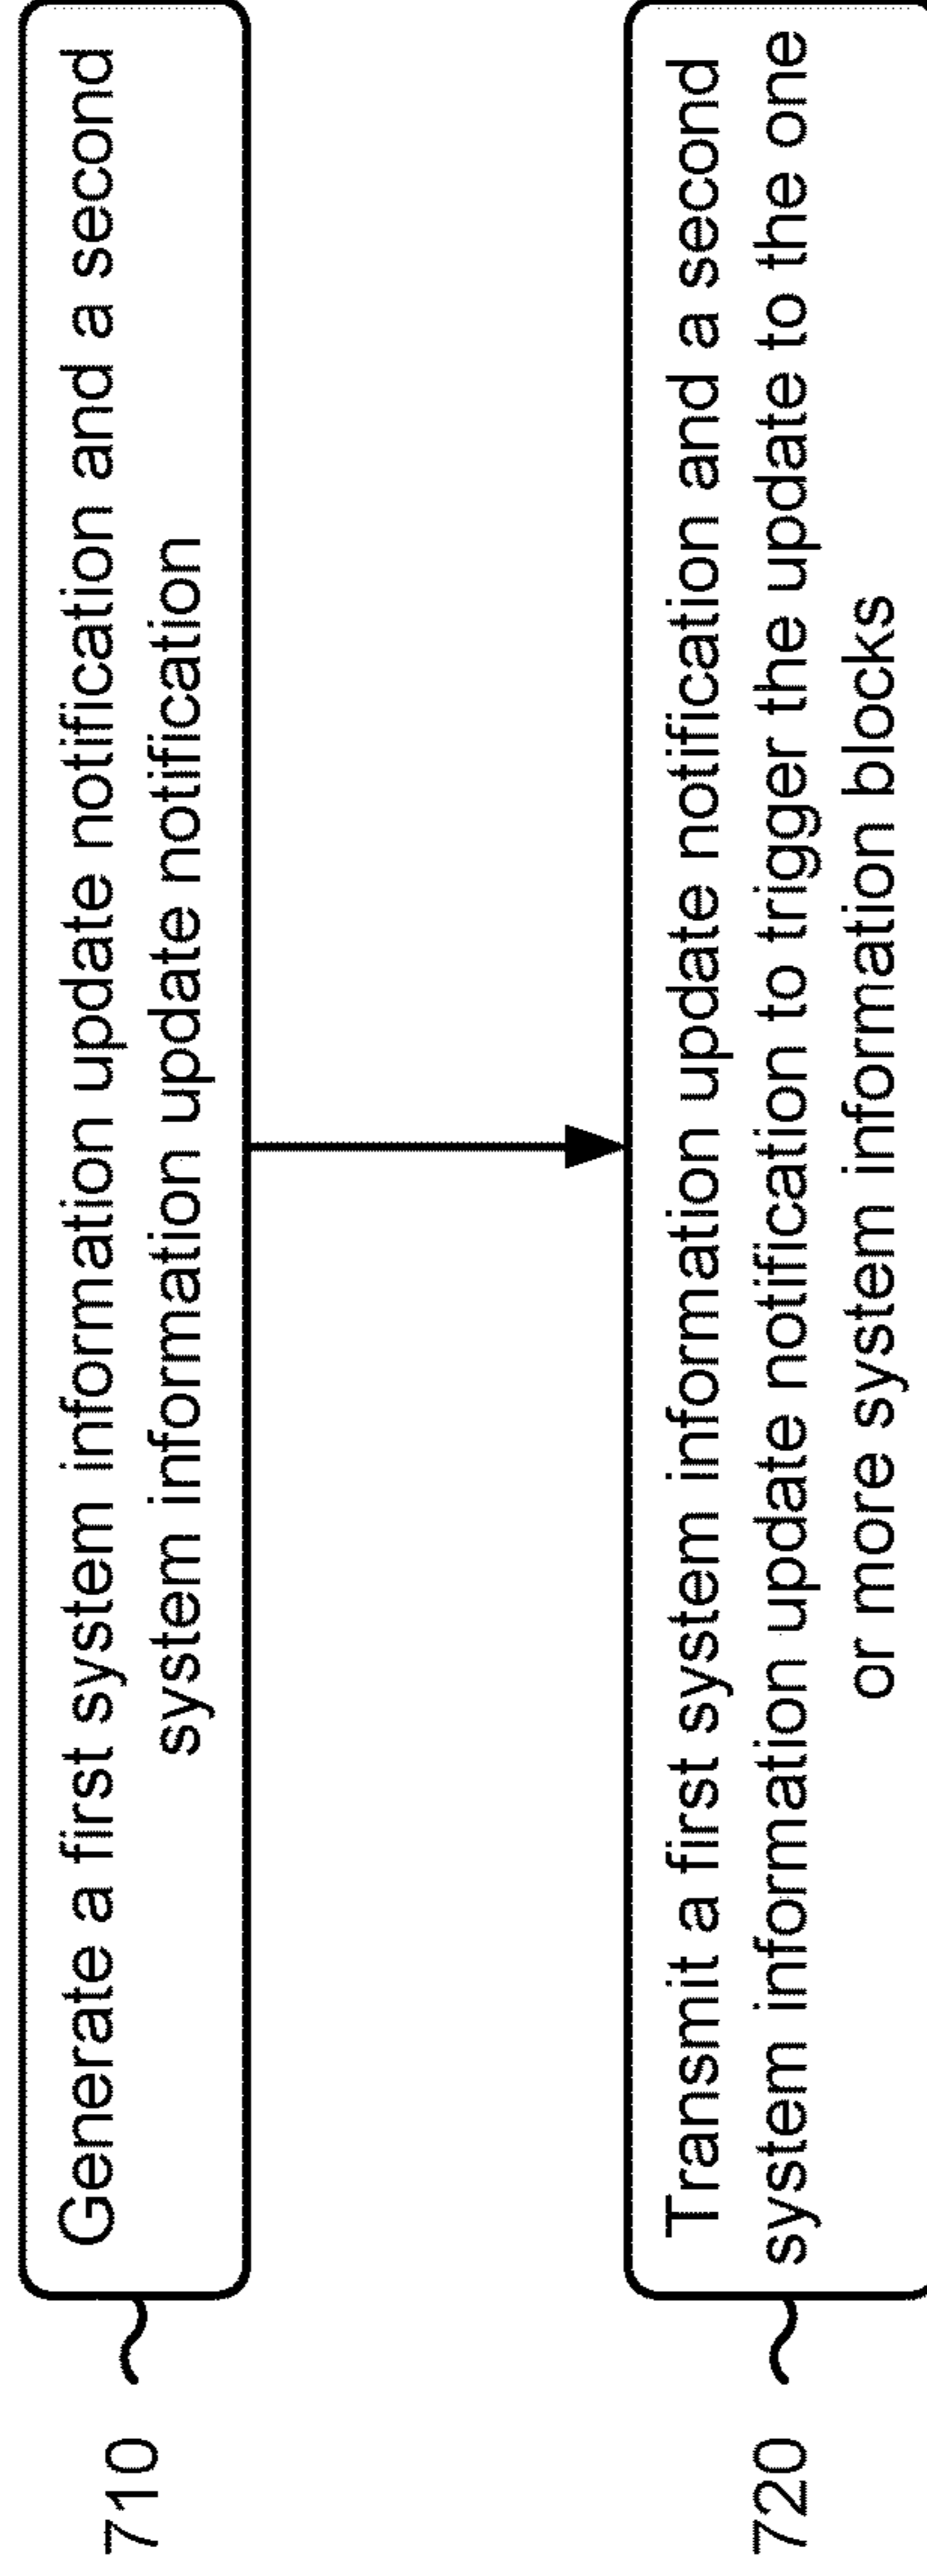 710
Generate a first system information update notification and a second
system information update notification
720
Transmit a first system information update notification and a second
system information update notification to trigger the update to the one
or more system information blocks